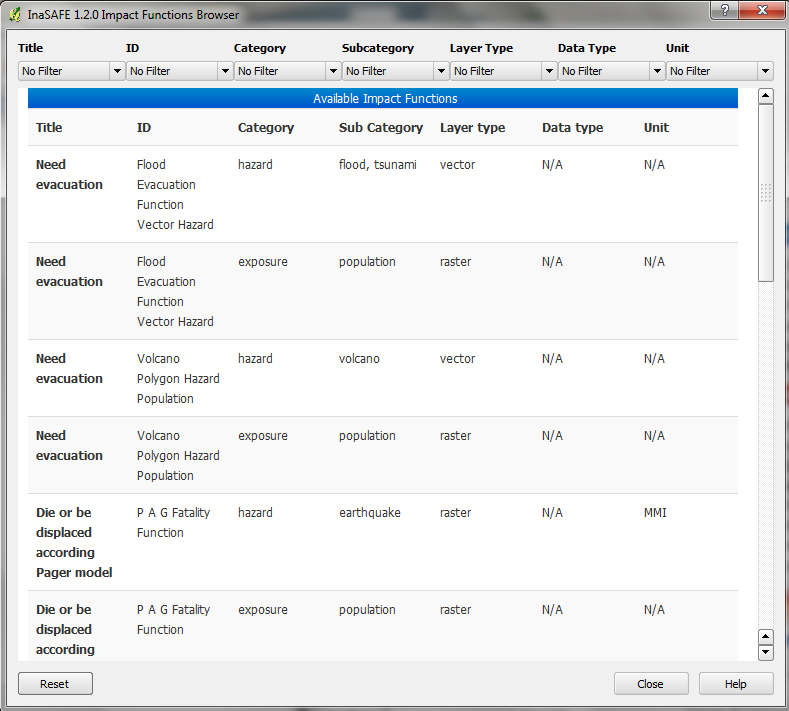 InaSAFE 1.2.0 Impact Functions Browser
Title ID Category Subcategory Layer Type Data Type Unit
No Filter No Filter No Filter No Filter No Filter No Filter No Filter
Available Impact Functions
Title ID Category Sub Category Layer type Data type Unit
Need Flood hazard flood, tsunami vector N/A N/A
evacuation Evacuation
Function
Vector Hazard
Need Flood exposure population raster N/A N/A
evacuation Evacuation
Function
Vector Hazard
Need Volcano hazard volcano vector N/A N/A
evacuation Polygon Hazard
Population
Need Volcano exposure population raster N/A N/A
evacuation Polygon Hazard
Population
Die or be P A G Fatality hazard earthquake raster N/A MMI
displaced Function
according
Pager model
Die or be P A G Fatality exposure population raster N/A N/A
displaced Function
according
Reset Close Help